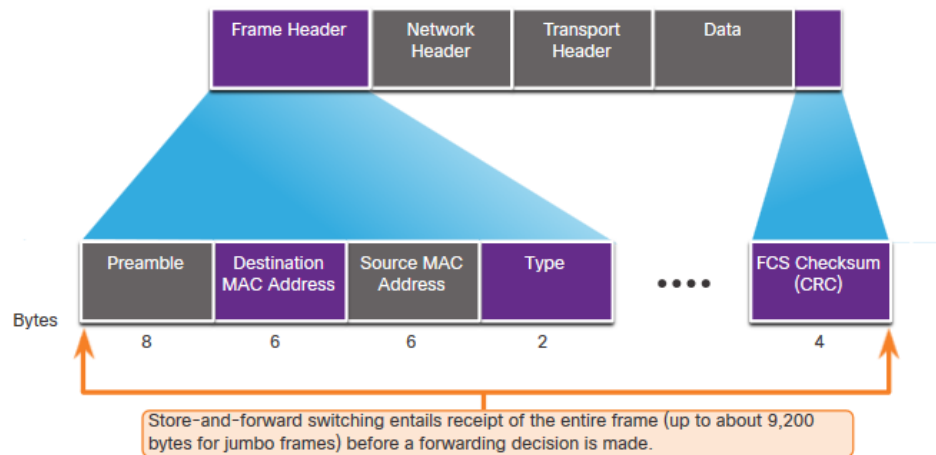 Frame Header
Network
Header
Transport
Header
Data
Preamble
Destination
MAC Address
Source MAC
Address
Type
FCS Checksum
(CRC)
Bytes
8
6
6
2
4
Store-and-forward switching entails receipt of the entire frame (up to about 9,200
bytes for jumbo frames) before a forwarding decision is made.